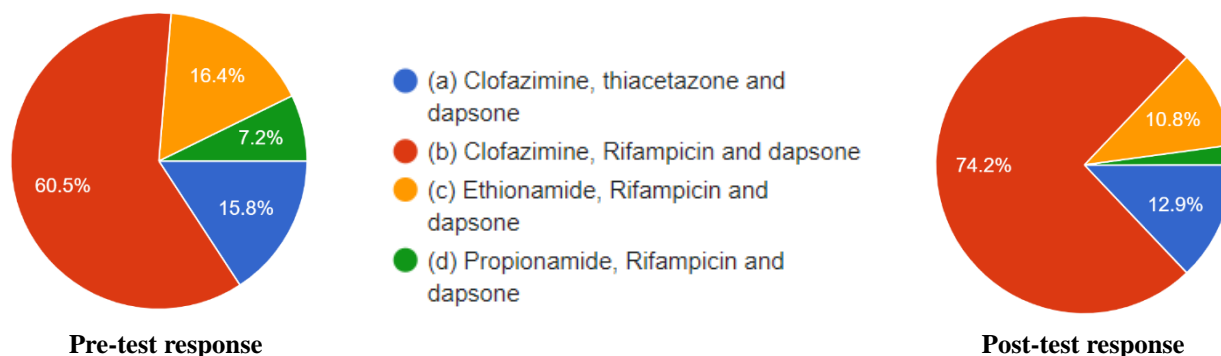 16.4%
7.2%
60.5%
15.8%
Pre-test response
(a) Clofazimine, thiacetazone and
dapsone
(b) Clofazimine, Rifampicin and dapsone
(c) Ethionamide, Rifampicin and
dapsone
(d) Propionamide, Rifampicin and
dapsone
10.8%
74.2%
12.9%
Post-test response